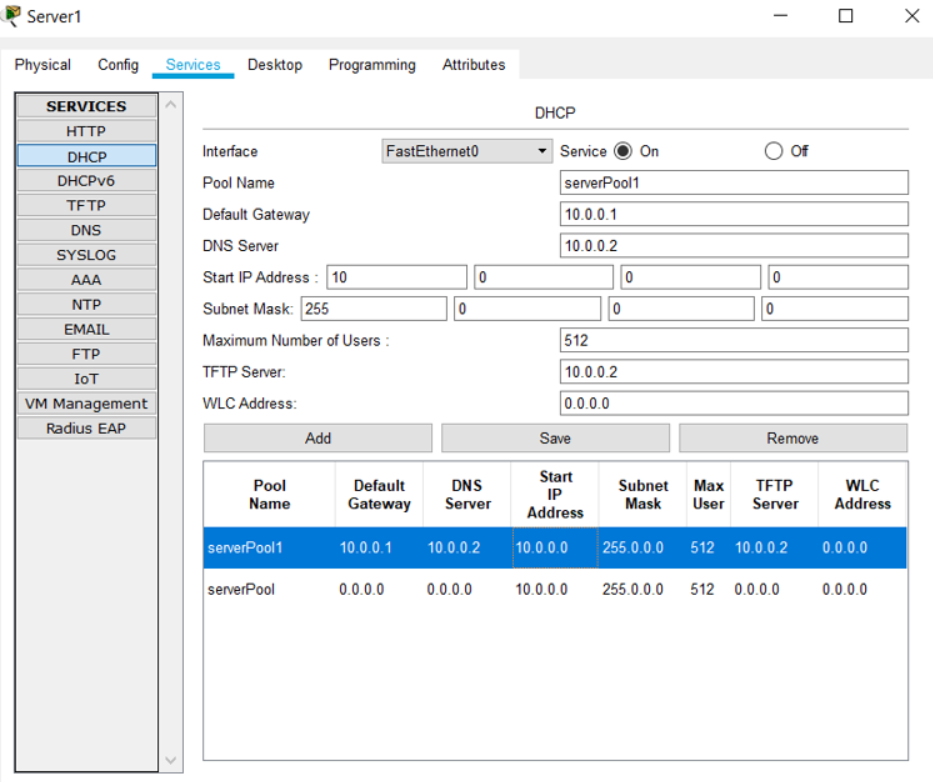 Server1
Physical Config Services Desktop Programming Attributes
SERVICES
HTTP
DHCP
DHCPv6
TFTP
DNS
SYSLOG
AAA
NTP
EMAIL
FTP
IoT
VM Management
Radius EAP
DHCP
Interface FastEthernet0 Service On Off
Pool Name serverPool1
Default Gateway 10.0.0.1
DNS Server 10.0.0.2
Start IP Address : 10 0 0 0
Subnet Mask: 255 0 0 0
Maximum Number of Users : 512
TFTP Server: 10.0.0.2
WLC Address: 0.0.0.0
Add Save Remove
Pool Name Default Gateway DNS Server Start IP Address Subnet Mask Max User TFTP Server WLC Address
serverPool1 10.0.0.1 10.0.0.2 10.0.0.0 255.0.0.0 512 10.0.0.2 0.0.0.0
serverPool 0.0.0.0 0.0.0.0 10.0.0.0 255.0.0.0 512 0.0.0.0 0.0.0.0